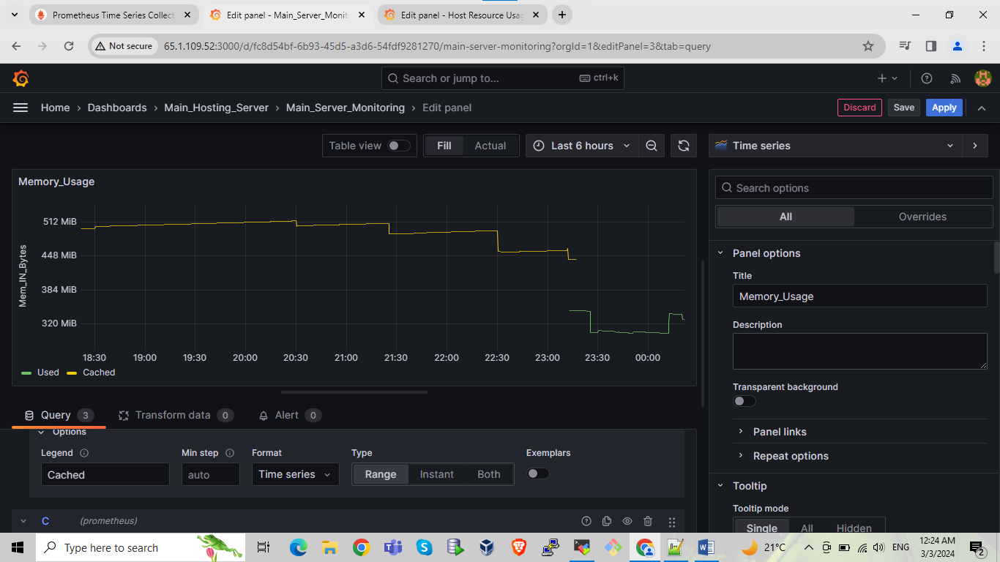 Prometheus Time Series Collect
Edit panel - Main_Server_Monit
Edit panel - Host Resource Usag
Not secure
65.1.109.52:3000/d/fc8d54bf-6b93-45d5-a3d6-54fdf9281270/main-server-monitoring?orgId=1&editPanel=3&tab=query
Search or jump to...
ctrl+k
Home › Dashboards › Main_Hosting_Server › Main_Server_Monitoring › Edit panel
Discard
Save
Apply
Table view
Fill
Actual
Last 6 hours
Time series
Memory_Usage
Mem_IN_Bytes
512 MiB
448 MiB
384 MiB
320 MiB
18:30 19:00 19:30 20:00 20:30 21:00 21:30 22:00 22:30 23:00 23:30 00:00
Used Cached
Search options
All
Overrides
Panel options
Title
Memory_Usage
Description
Transparent background
Panel links
Repeat options
Tooltip
Tooltip mode
Single All Hidden
Query 3
Transform data 0
Alert 0
Options
Legend
Min step
Format
Type
Exemplars
Cached
auto
Time series
Range Instant Both
C (prometheus)
Type here to search
21°C
ENG
12:24 AM
3/3/2024
2